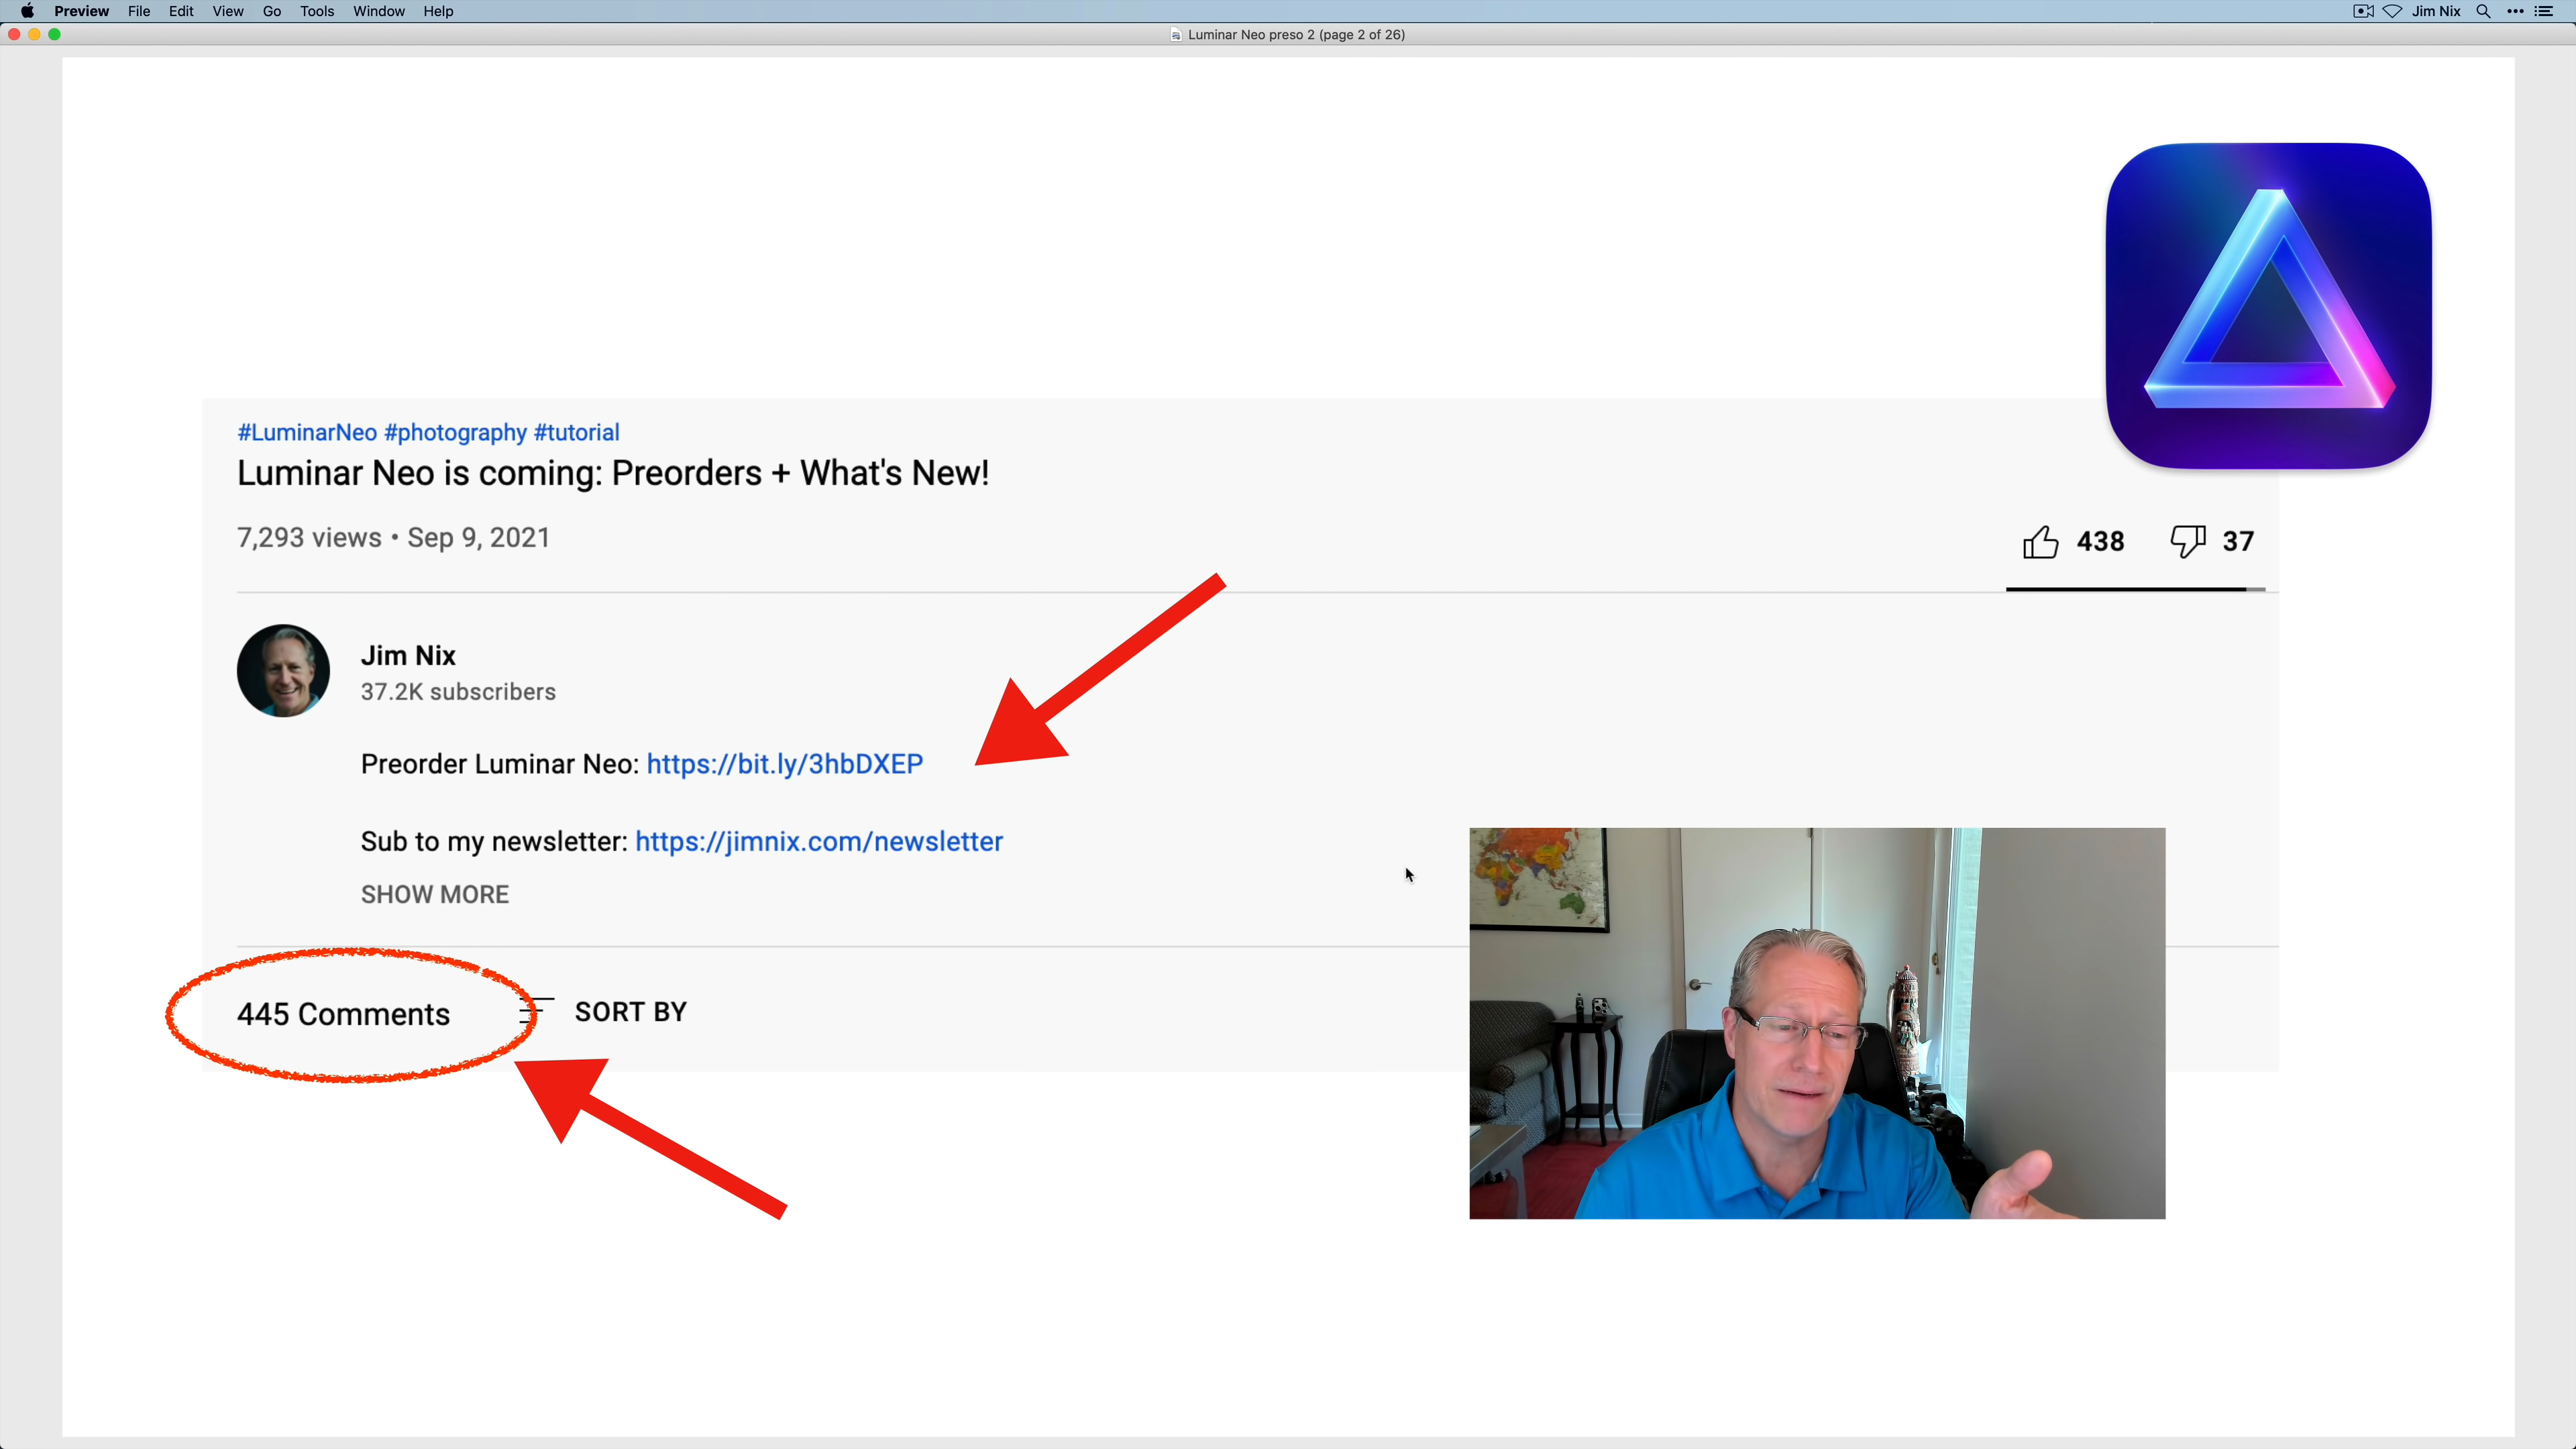 Preview File Edit View Go Tools Window Help Jim Nix
Luminar Neo preso 2 (page 2 of 26)
#LuminarNeo #photography #tutorial
Luminar Neo is coming: Preorders + What's New!
7,293 views • Sep 9, 2021
438 37
Jim Nix
37.2K subscribers
Preorder Luminar Neo: https://bit.ly/3hbDXEP
Sub to my newsletter: https://jimnix.com/newsletter
SHOW MORE
445 Comments SORT BY